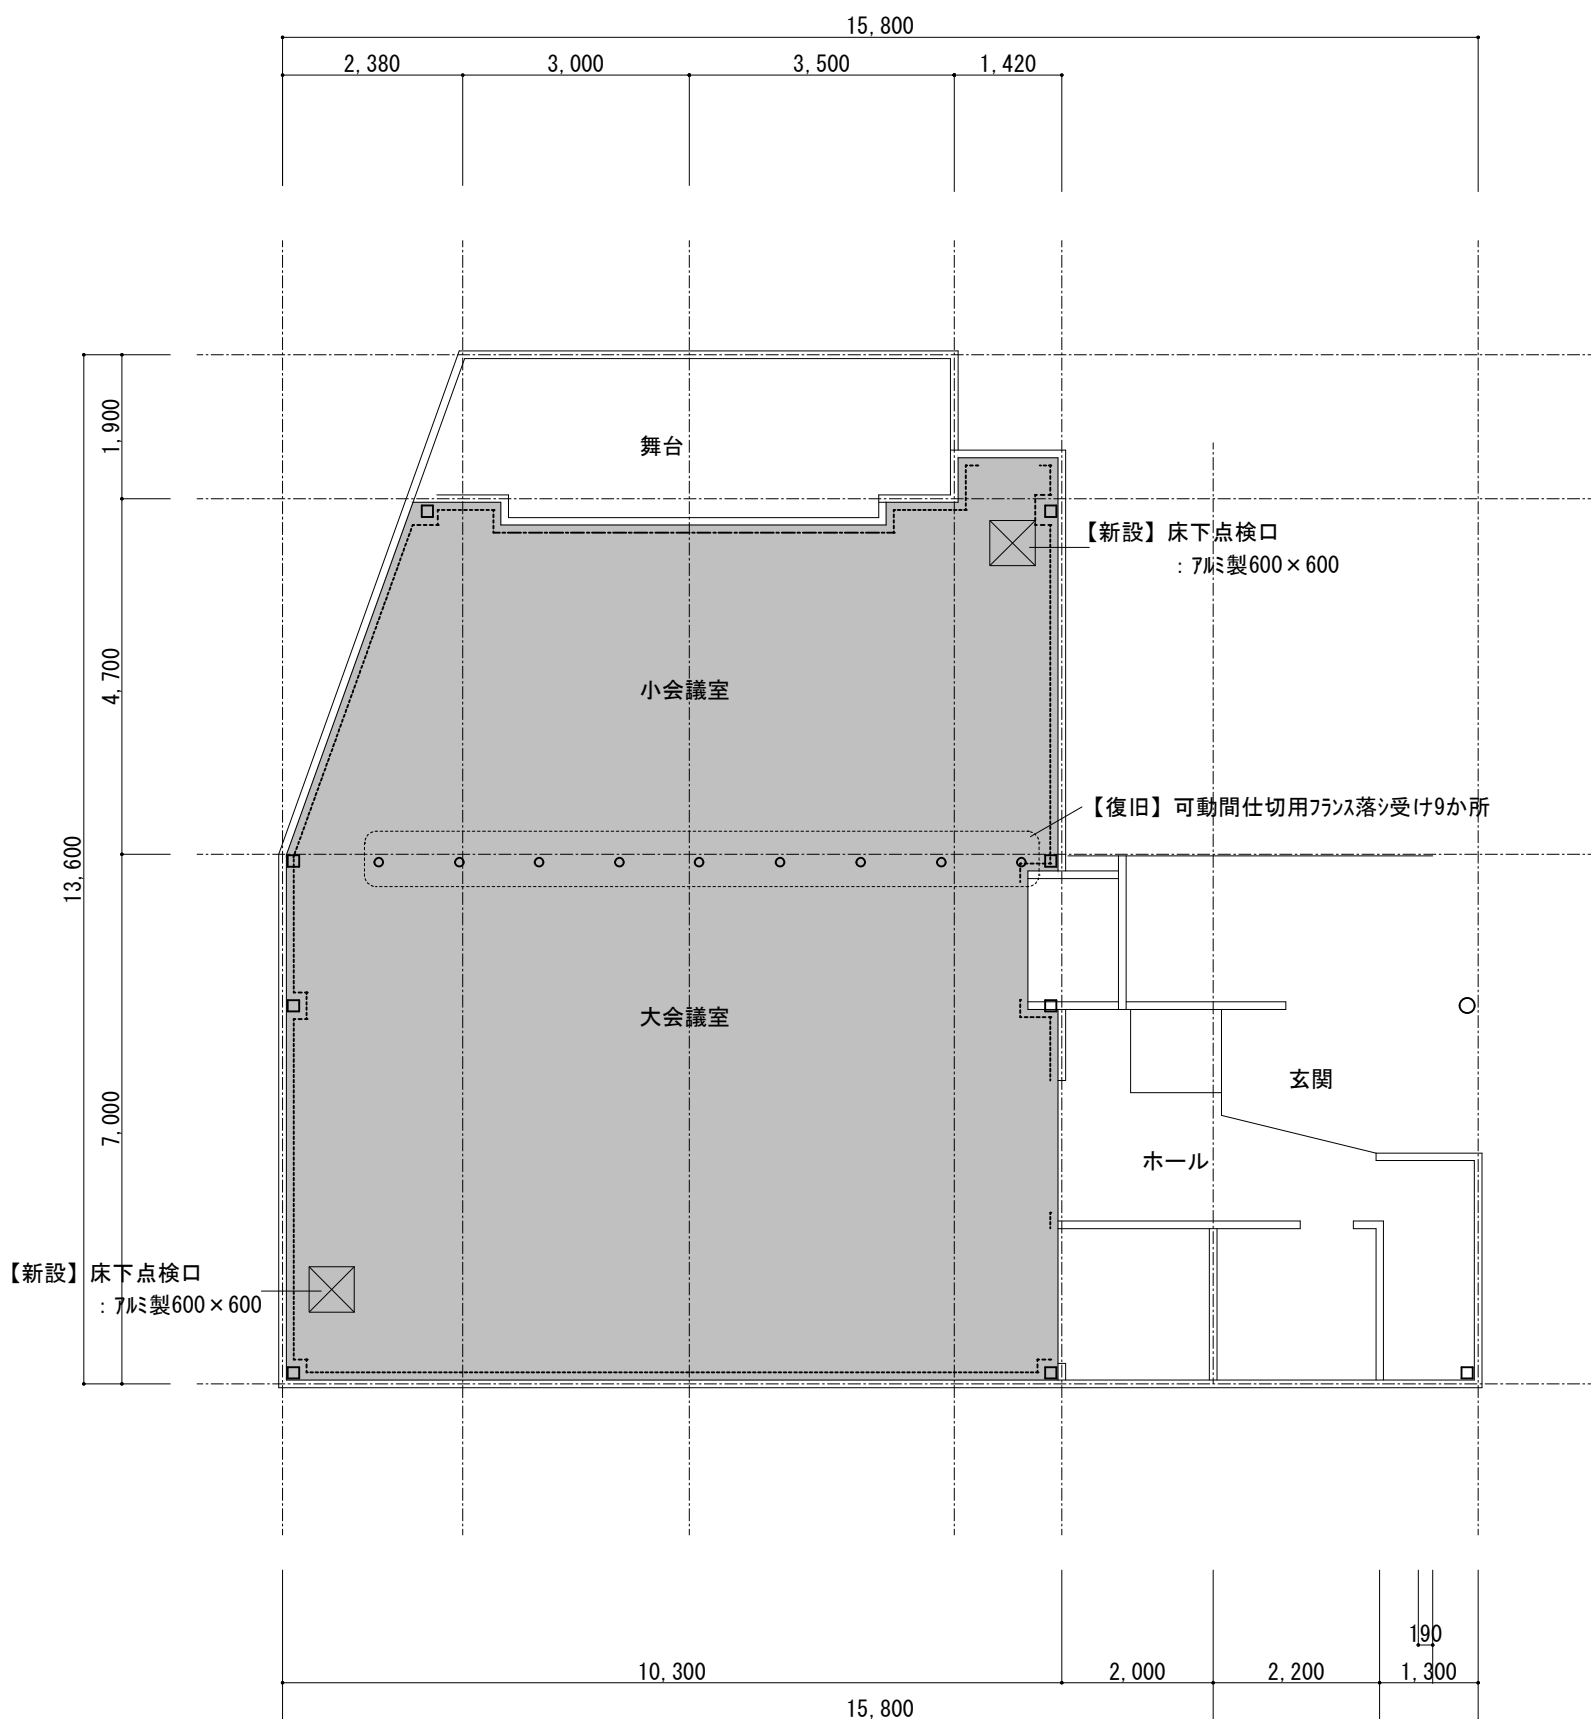 15,800
2,380
3,000
3,500
1,420
1,900
舞台
【新設】床下点検口
：ｱﾙﾐ製600×600
4,700
小会議室
【復旧】可動間仕切用ﾌﾗﾝｽ落ｼ受け9か所
13,600
大会議室
玄関
7,000
ホール
【新設】床下点検口
：ｱﾙﾐ製600×600
190
10,300
2,000
2,200
1,300
15,800